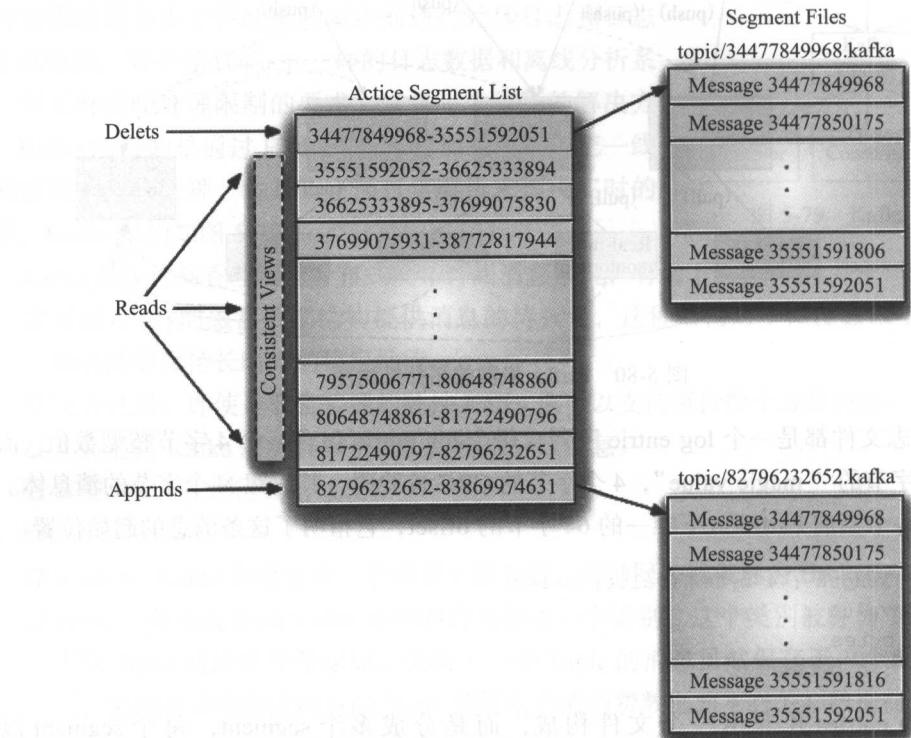 Segment Files
topic/34477849968.kafka
Message 34477849968
Message 34477850175
Message 35551591806
Message 35551592051
Actice Segment List
34477849968-35551592051
35551592052-36625333894
36625333895-37699075830
37699075931-38772817944
79575006771-80648748860
80648748861-81722490796
81722490797-82796232651
82796232652-83869974631
Delets
Reads
Apprnds
Consistent Views
topic/82796232652.kafka
Message 34477849968
Message 34477850175
Message 35551591816
Message 35551592051